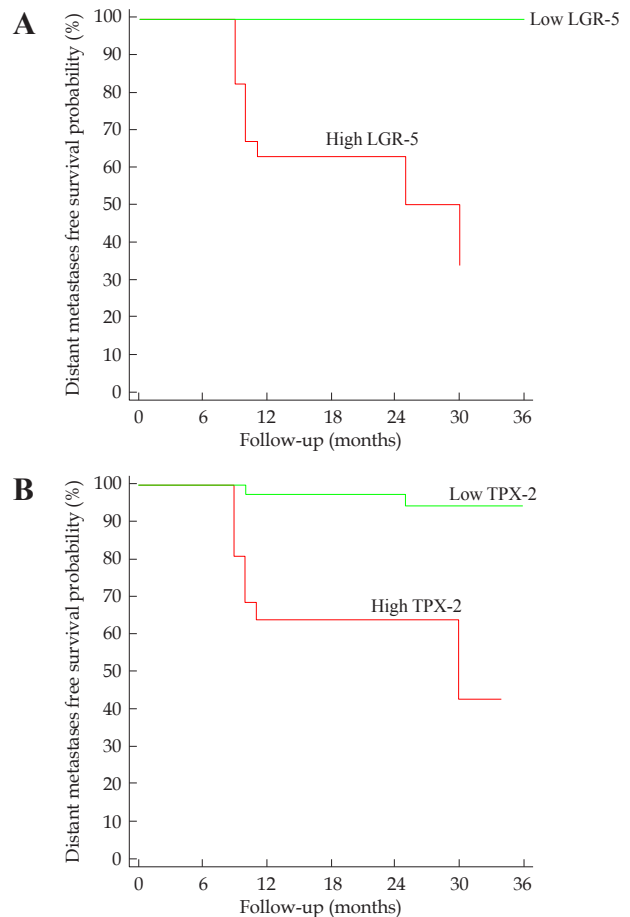 A
Distant metastases free survival probability (%)
100
90
80
70
60
50
40
30
20
10
0
Low LGR-5
High LGR-5
0 6 12 18 24 30 36
Follow-up (months)
B
Distant metastases free survival probability (%)
100
90
80
70
60
50
40
30
20
10
0
Low TPX-2
High TPX-2
0 6 12 18 24 30 36
Follow-up (months)